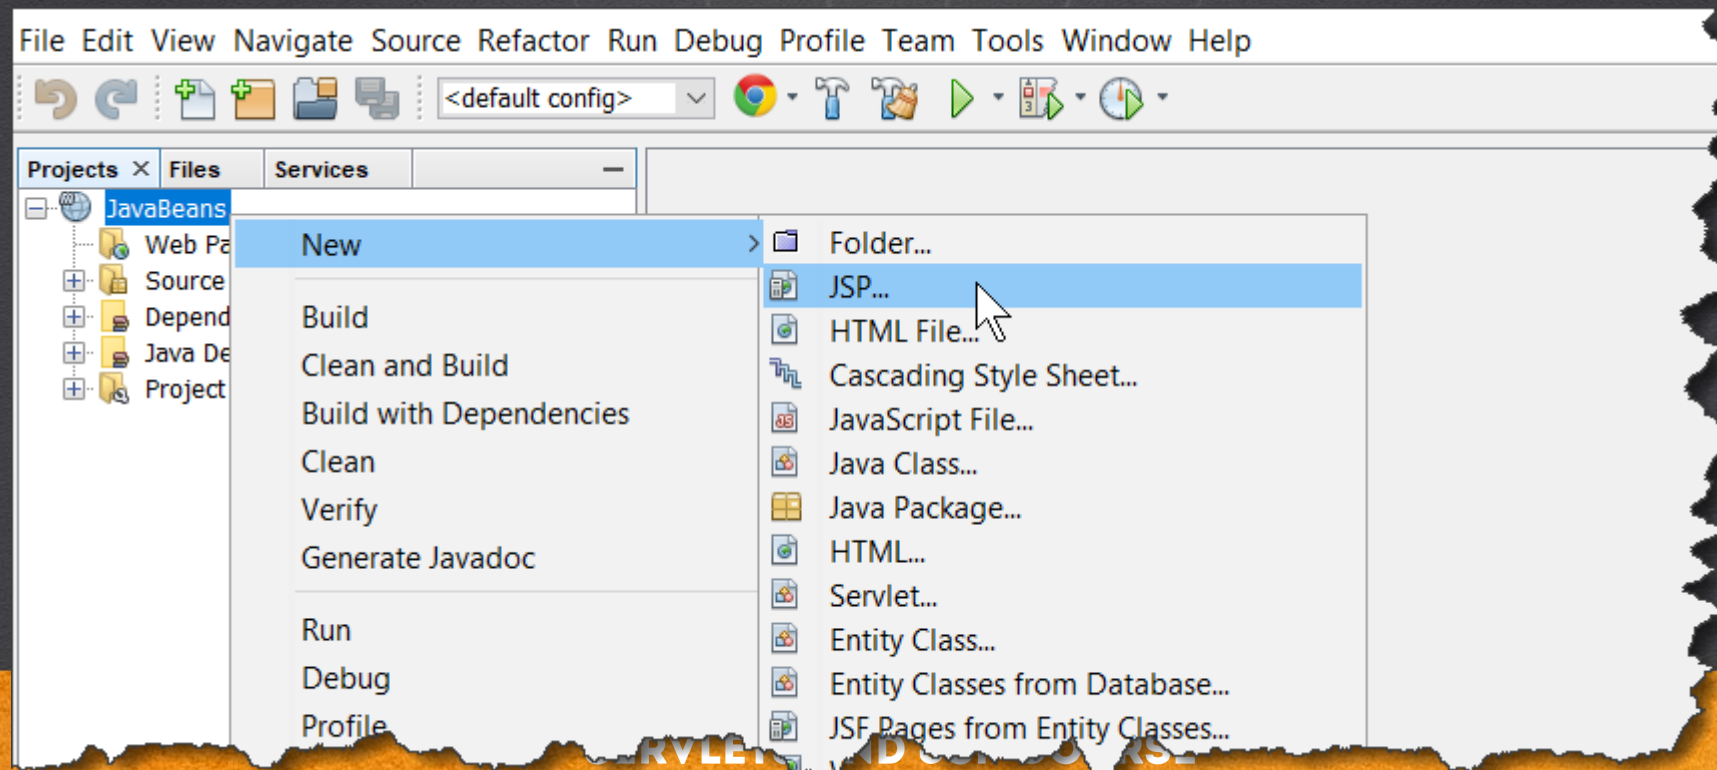 File Edit View Navigate Source Refactor Run Debug Profile Team Tools Window Help
<default config>
Projects Files Services
JavaBeans
Web Pa
Source
Depend
Java De
Project
New
Build
Clean and Build
Build with Dependencies
Clean
Verify
Generate Javadoc
Run
Debug
Profile
Folder...
JSP...
HTML File...
Cascading Style Sheet...
JavaScript File...
Java Class...
Java Package...
HTML...
Servlet...
Entity Class...
Entity Classes from Database...
JSF Pages from Entity Classes...